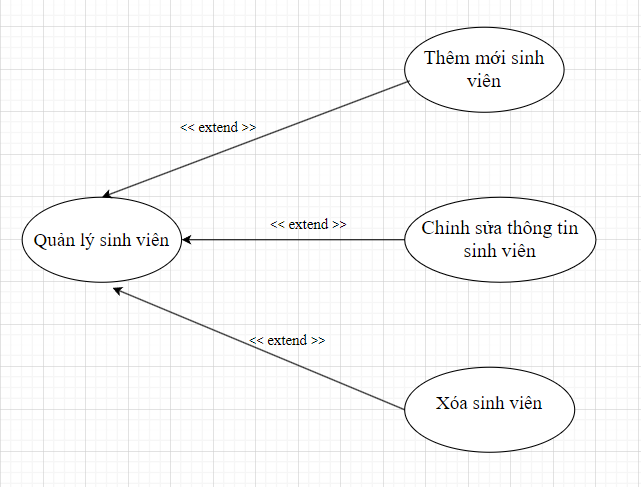 Thêm mới sinh
viên
<< extend >>
<< extend >>
Quản lý sinh viên
Chỉnh sửa thông tin
sinh viên
<< extend >>
Xóa sinh viên